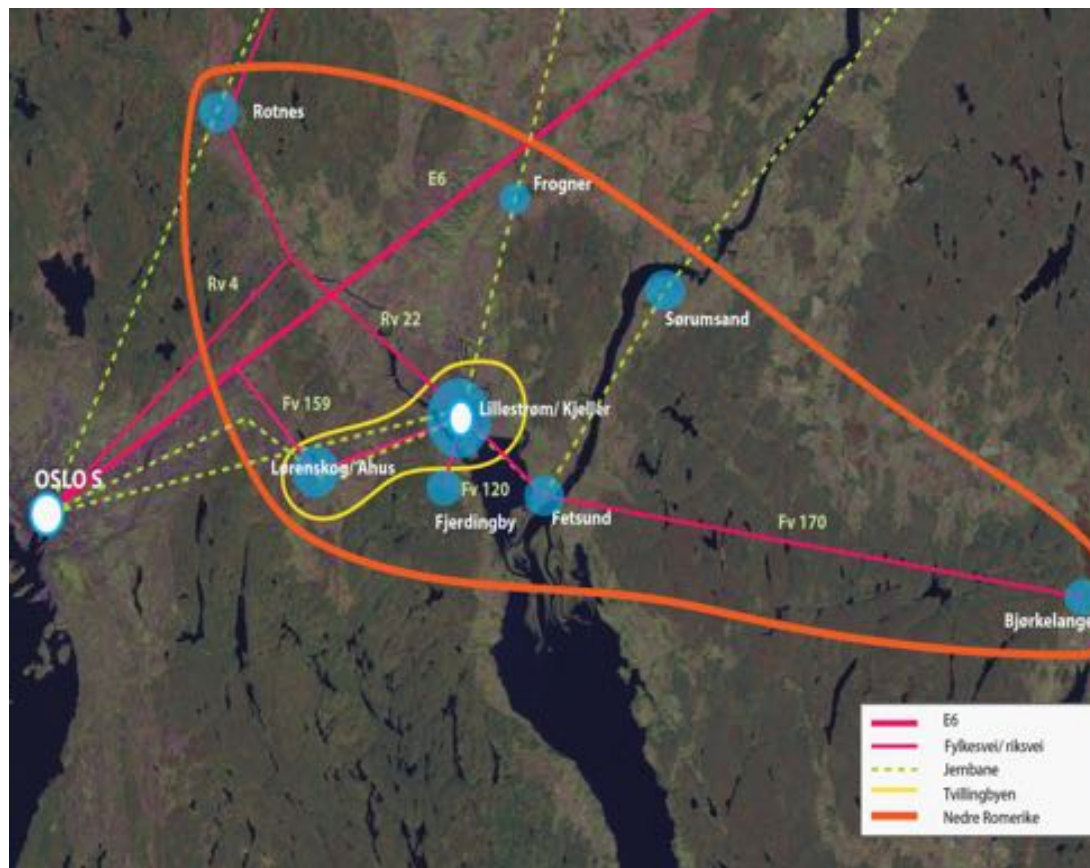 Rotnes
E6
Frogner
Rv 4
Sørumsand
Rv 22
Fv 159
Lillestrøm/ Kjeller
Lørenskog/ Ahus
OSLO S
Fv 120
Fjerdingby
Fetsund
Fv 170
Bjørkelange
E6
Fylkesvei/ riksvei
Jernbane
Tvillingbyen
Nedre Romerike